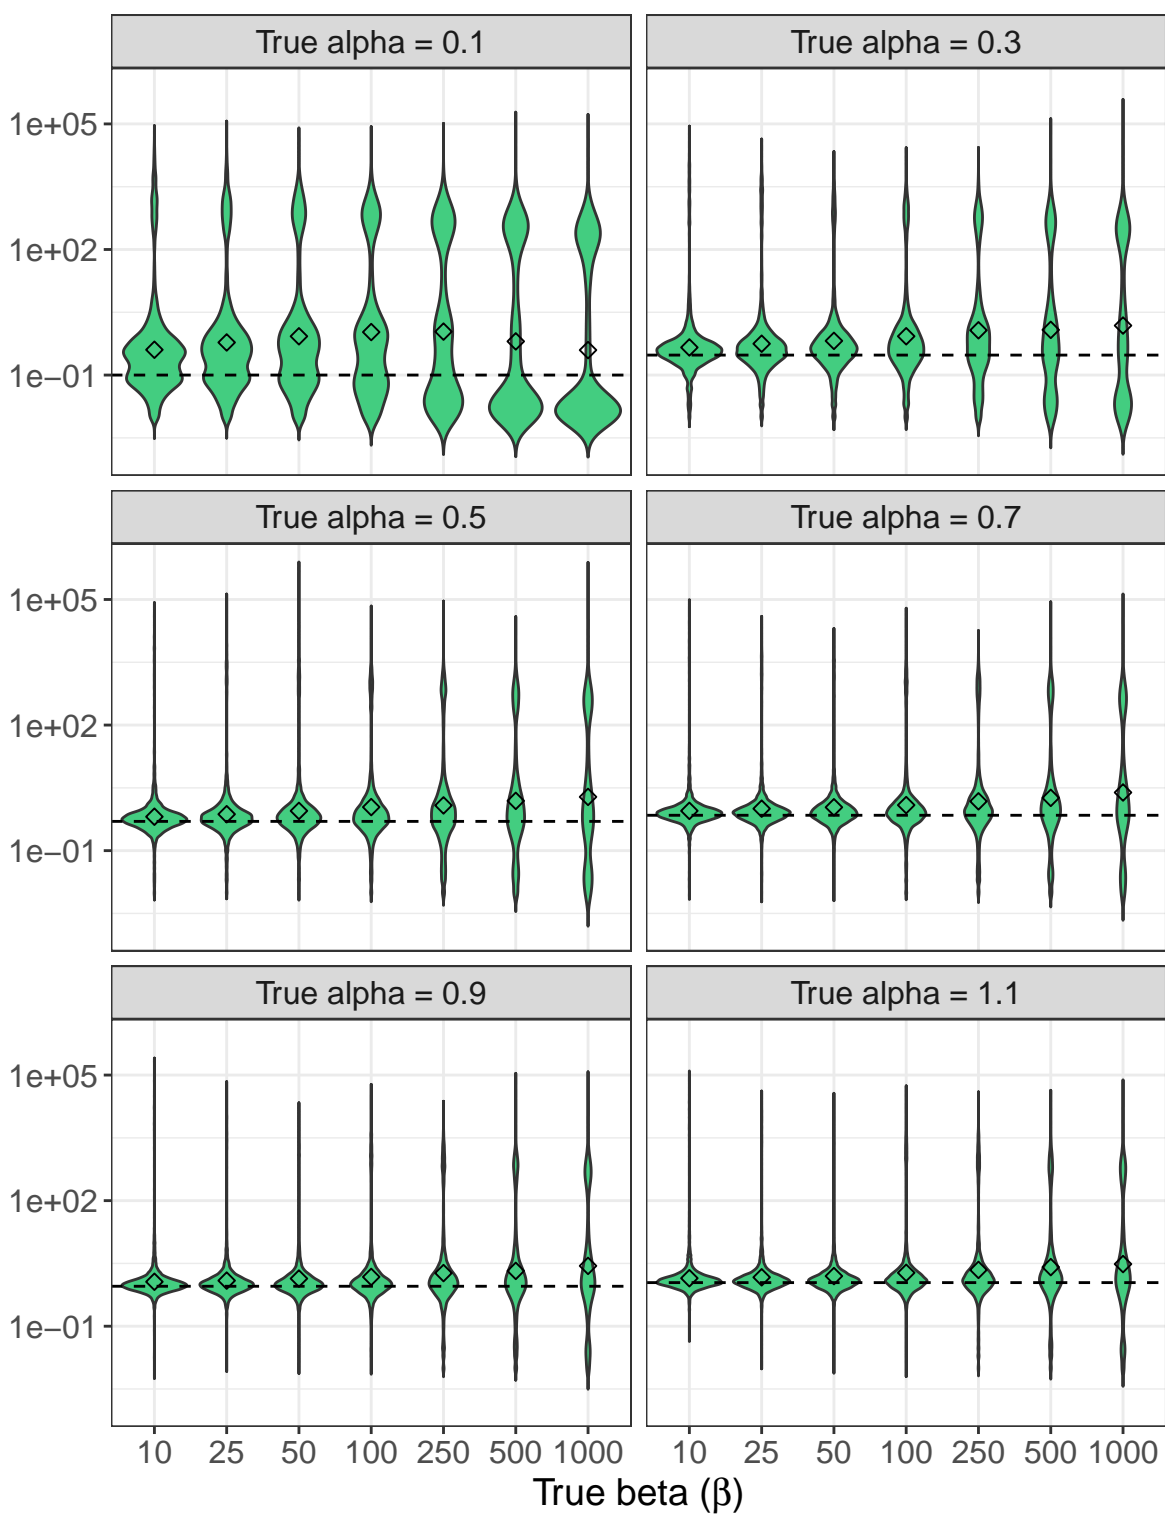 True alpha = 0.1 True alpha = 0.3
1e+05
1e+02
1e−01
True alpha = 0.5 True alpha = 0.7
1e+05
1e+02
1e−01
True alpha = 0.9 True alpha = 1.1
1e+05
1e+02
1e−01
10 25 50 100 250 500 1000 10 25 50 100 250 500 1000
True beta (β)